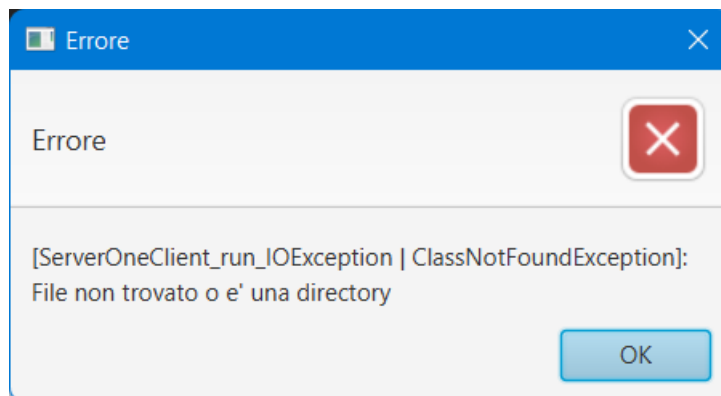 Errore
Errore
[ServerOneClient_run_IOException | ClassNotFoundException]:
File non trovato o e' una directory
OK